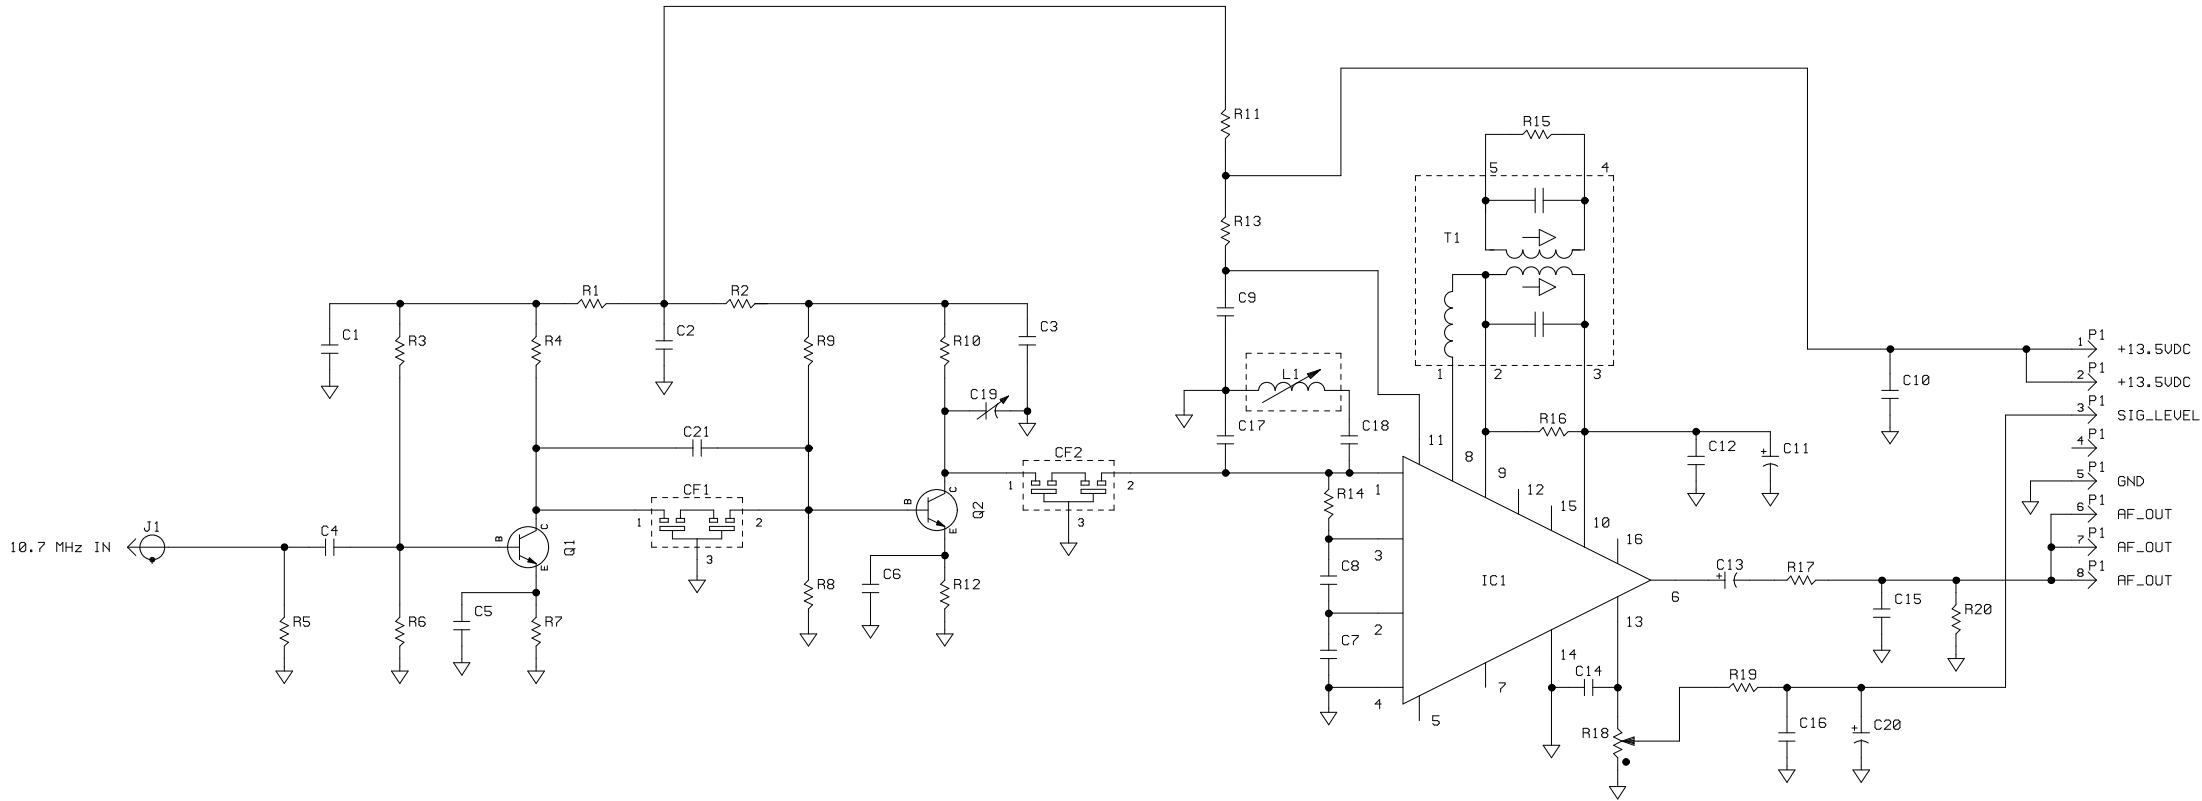 R11
R15
5 4
R13
T1
R1 R2
C9
C1 R3 R4 C2 R9 R10 C3
L1
1 2 3
P1
1 +13.5VDC
P1
2 +13.5VDC
C10
P1
3 SIG_LEVEL
C19
C21
C17 C18
R16
11 8 9
C12 + C11
P1
4
CF2
1 2
3
12
15
10
16
P1
5 GND
CF1
1 2
3
B C E Q2
1
R14
3
P1
6 AF_OUT
J1
10.7 MHz IN
C4
B C E Q1
P1
7 AF_OUT
C6 R12
R8
C8
IC1
6
+ C13 R17
P1
8 AF_OUT
C15 R20
C5 R7
R5 R6
2
C7
13
14
C14
4
5
7
R18
R19
C16 + C20